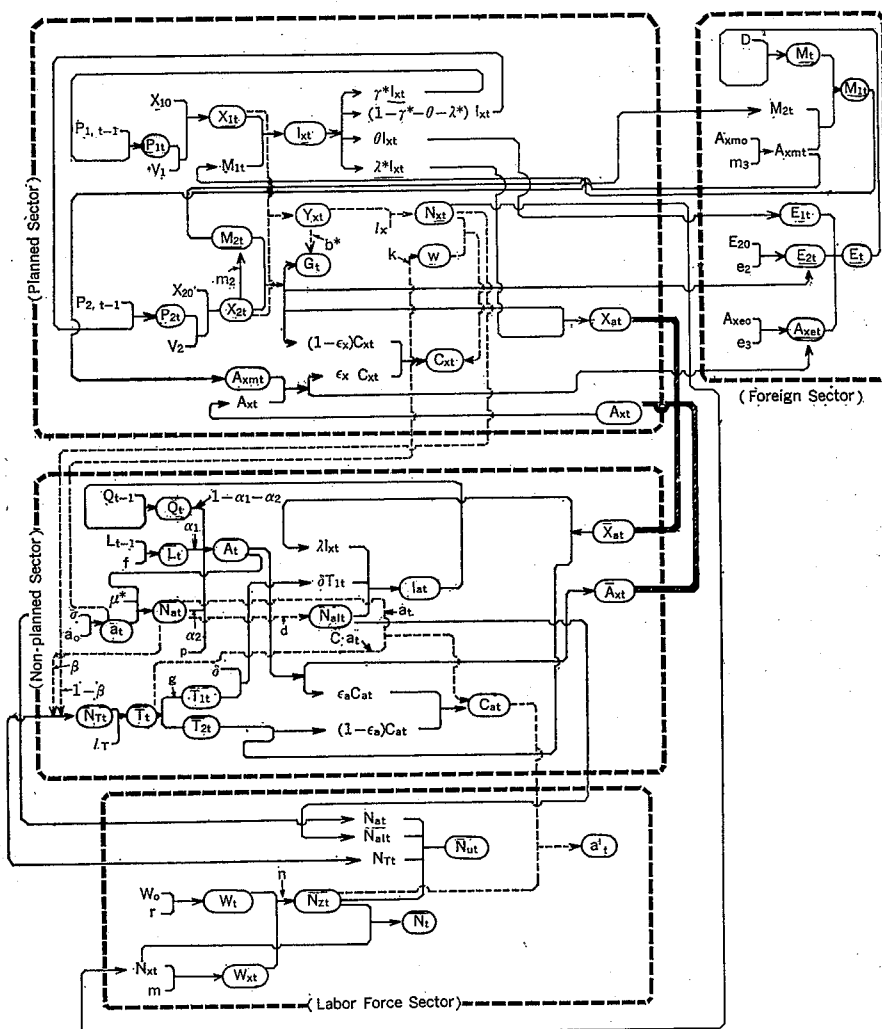 (Planned Sector)
X₁₀
P₁, t-1
P₁t
V₁
X₁t
M₁t
Ixt
γ*Ixt
(1-γ*-θ-λ*) Ixt
θIxt
λ*Ixt
Yxt
lx
Nxt
b*
Gt
k
w
M₂t
m₂
X₂₀
P₂, t-1
P₂t
V₂
X₂t
(1-εx)Cxt
εx Cxt
Cxt
Xat
Axmt
Axt
Axt
D
Mt
M₁t
M₂t
Axmo
m₃
Axmt
E₁t
E₂₀
e₂
E₂t
Et
Axeo
e₃
Axet
(Foreign Sector)
(Non-planned Sector)
Qt-1
Qt
1-α₁-α₂
α₁
Lt-1
f
Lt
At
μ*
σ
a₀
at
Nat
α₂
p
d
Nalt
λIxt
δT₁t
Iat
at
C·at
X̄at
Āxt
β
1-β
g
δ
T₁t
T₂t
NTt
lT
Tt
εaCat
(1-εa)Cat
Cat
Nat
Nalt
NTt
Nut
a't
W₀
r
Wt
n
Nzt
Nt
Nxt
m
Wxt
(Labor Force Sector)